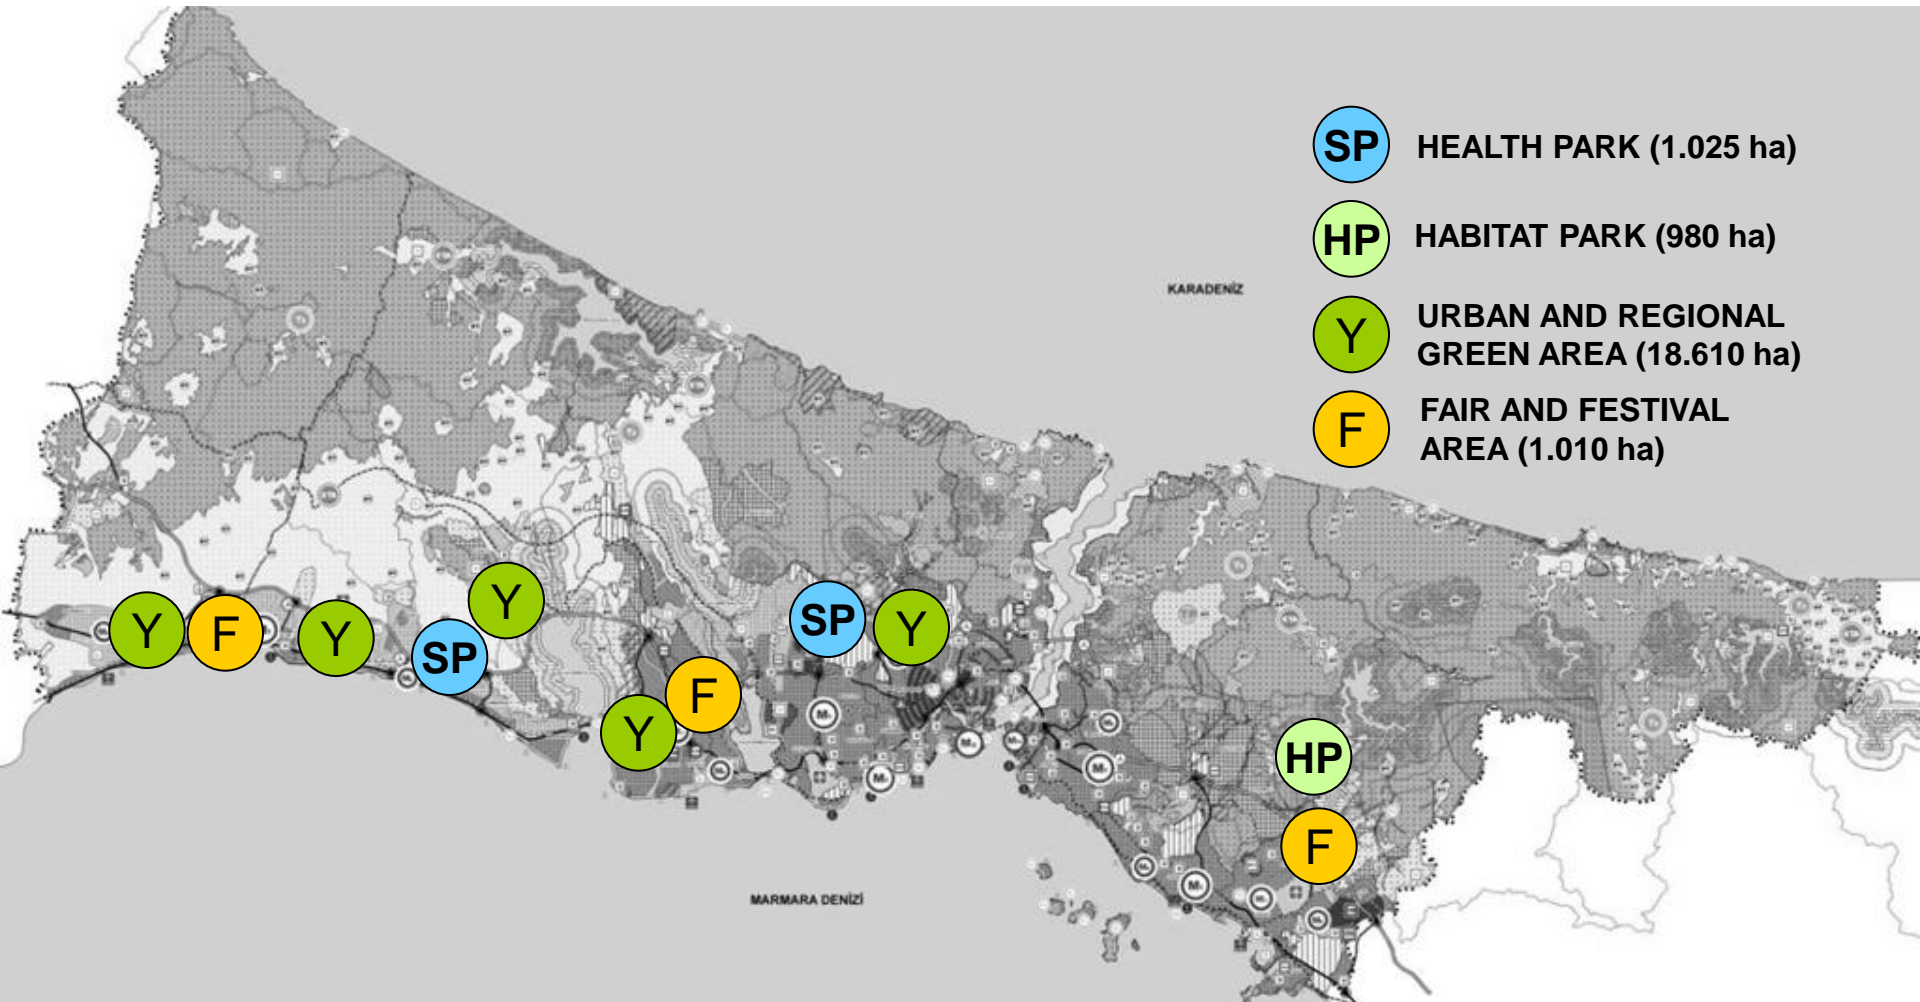 SP HEALTH PARK (1.025 ha)
HP HABITAT PARK (980 ha)
KARADENİZ
Y URBAN AND REGIONAL
GREEN AREA (18.610 ha)
F FAIR AND FESTIVAL
AREA (1.010 ha)
Y
F
Y
SP
Y
SP
Y
Y
F
HP
F
MARMARA DENİZİ